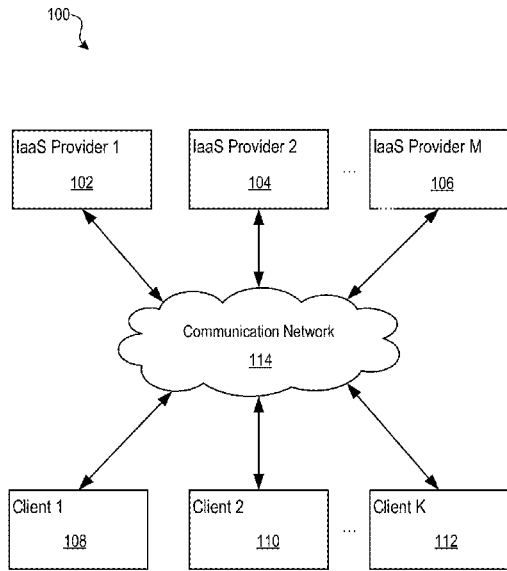 100
IaaS Provider 1
102
IaaS Provider 2
104
...
IaaS Provider M
106
Communication Network
114
Client 1
108
Client 2
110
...
Client K
112